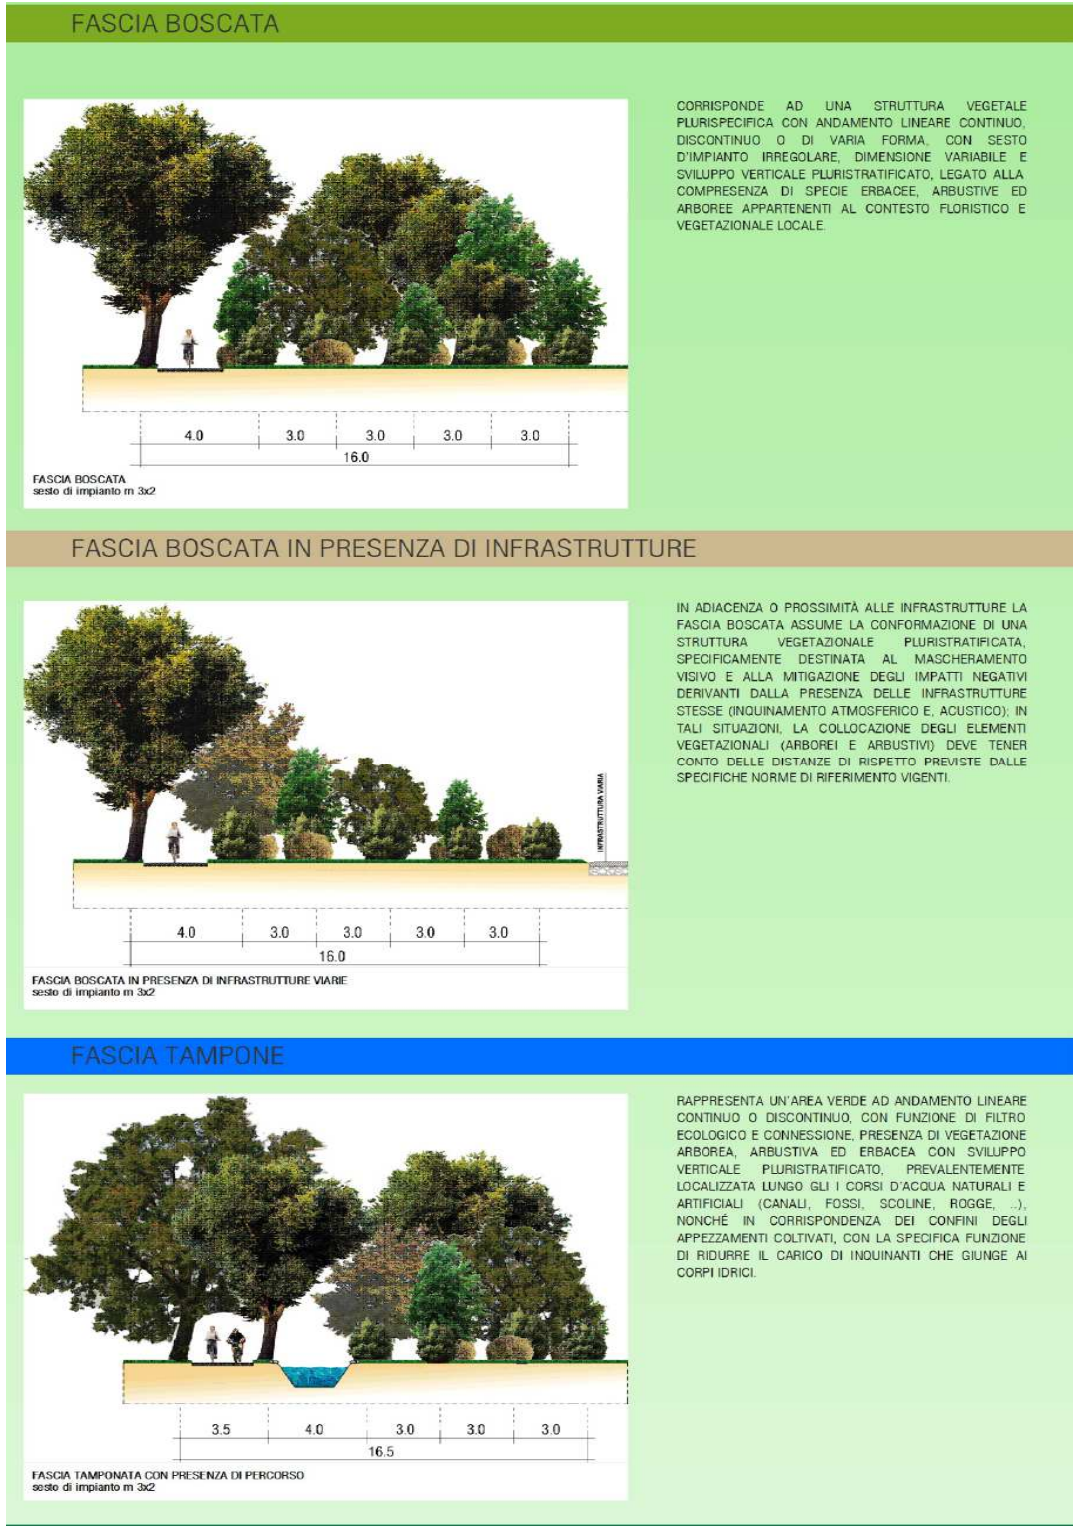 FASCIA BOSCATA
CORRISPONDE AD UNA STRUTTURA VEGETALE
PLURISPECIFICA CON ANDAMENTO LINEARE CONTINUO,
DISCONTINUO O DI VARIA FORMA, CON SESTO
D'IMPIANTO IRREGOLARE, DIMENSIONE VARIABILE E
SVILUPPO VERTICALE PLURISTRATIFICATO, LEGATO ALLA
COMPRESENZA DI SPECIE ERBACEE, ARBUSTIVE ED
ARBOREE APPARTENENTI AL CONTESTO FLORISTICO E
VEGETAZIONALE LOCALE.
4.0 3.0 3.0 3.0 3.0
16.0
FASCIA BOSCATA
sesto di impianto m 3x2
FASCIA BOSCATA IN PRESENZA DI INFRASTRUTTURE
IN ADIACENZA O PROSSIMITÀ ALLE INFRASTRUTTURE LA
FASCIA BOSCATA ASSUME LA CONFORMAZIONE DI UNA
STRUTTURA VEGETAZIONALE PLURISTRATIFICATA,
SPECIFICAMENTE DESTINATA AL MASCHERAMENTO
VISIVO E ALLA MITIGAZIONE DEGLI IMPATTI NEGATIVI
DERIVANTI DALLA PRESENZA DELLE INFRASTRUTTURE
STESSE (INQUINAMENTO ATMOSFERICO E, ACUSTICO); IN
TALI SITUAZIONI, LA COLLOCAZIONE DEGLI ELEMENTI
VEGETAZIONALI (ARBOREI E ARBUSTIVI) DEVE TENER
CONTO DELLE DISTANZE DI RISPETTO PREVISTE DALLE
SPECIFICHE NORME DI RIFERIMENTO VIGENTI.
INFRASTRUTTURA VIARIA
4.0 3.0 3.0 3.0 3.0
16.0
FASCIA BOSCATA IN PRESENZA DI INFRASTRUTTURE VIARIE
sesto di impianto m 3x2
FASCIA TAMPONE
RAPPRESENTA UN'AREA VERDE AD ANDAMENTO LINEARE
CONTINUO O DISCONTINUO, CON FUNZIONE DI FILTRO
ECOLOGICO E CONNESSIONE, PRESENZA DI VEGETAZIONE
ARBOREA, ARBUSTIVA ED ERBACEA CON SVILUPPO
VERTICALE PLURISTRATIFICATO, PREVALENTEMENTE
LOCALIZZATA LUNGO GLI I CORSI D'ACQUA NATURALI E
ARTIFICIALI (CANALI, FOSSI, SCOLINE, ROGGE, ..),
NONCHÉ IN CORRISPONDENZA DEI CONFINI DEGLI
APPEZZAMENTI COLTIVATI, CON LA SPECIFICA FUNZIONE
DI RIDURRE IL CARICO DI INQUINANTI CHE GIUNGE AI
CORPI IDRICI.
3.5 4.0 3.0 3.0 3.0
16.5
FASCIA TAMPONATA CON PRESENZA DI PERCORSO
sesto di impianto m 3x2